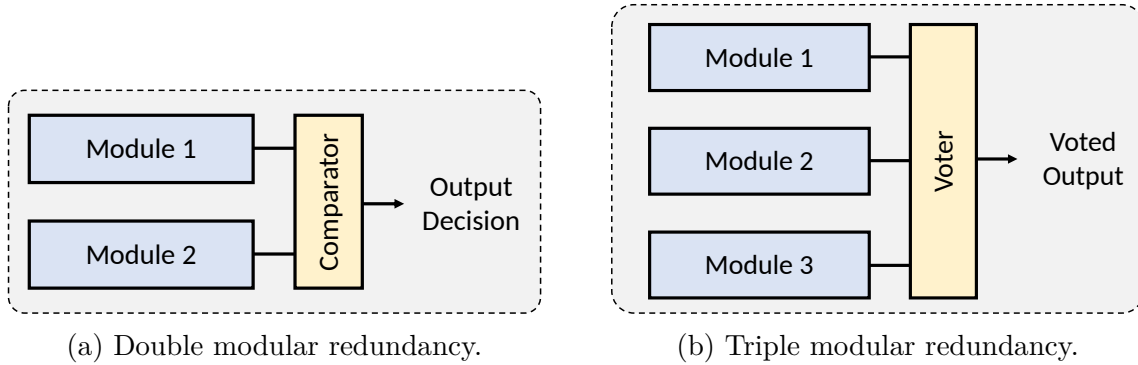 Module 1
Module 2
Comparator
Output
Decision
(a) Double modular redundancy.
Module 1
Module 2
Module 3
Voter
Voted
Output
(b) Triple modular redundancy.